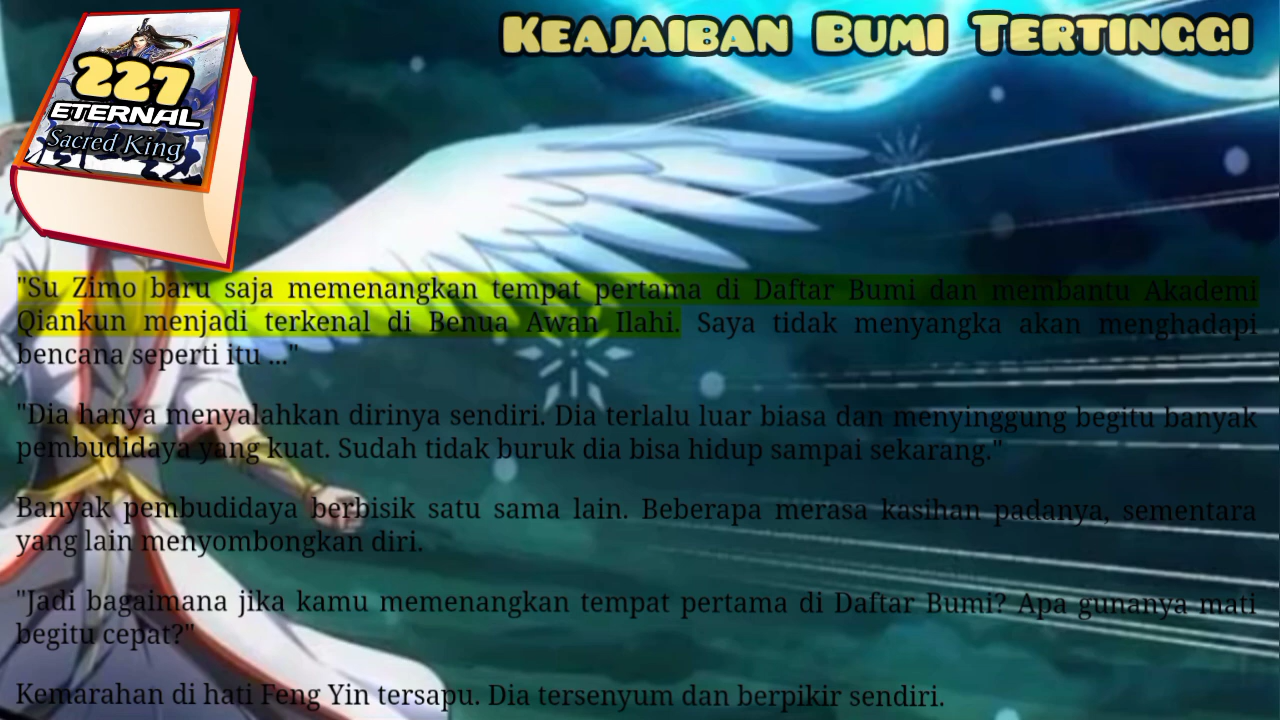 Keajaiban Bumi Tertinggi
227
ETERNAL
Sacred King
"Su Zimo baru saja memenangkan tempat pertama di Daftar Bumi dan membantu Akademi
Qiankun menjadi terkenal di Benua Awan Ilahi. Saya tidak menyangka akan menghadapi
bencana seperti itu ..."
"Dia hanya menyalahkan dirinya sendiri. Dia terlalu luar biasa dan menyinggung begitu banyak
pembudidaya yang kuat. Sudah tidak buruk dia bisa hidup sampai sekarang."
Banyak pembudidaya berbisik satu sama lain. Beberapa merasa kasihan padanya, sementara
yang lain menyombongkan diri.
"Jadi bagaimana jika kamu memenangkan tempat pertama di Daftar Bumi? Apa gunanya mati
begitu cepat?"
Kemarahan di hati Feng Yin tersapu. Dia tersenyum dan berpikir sendiri.